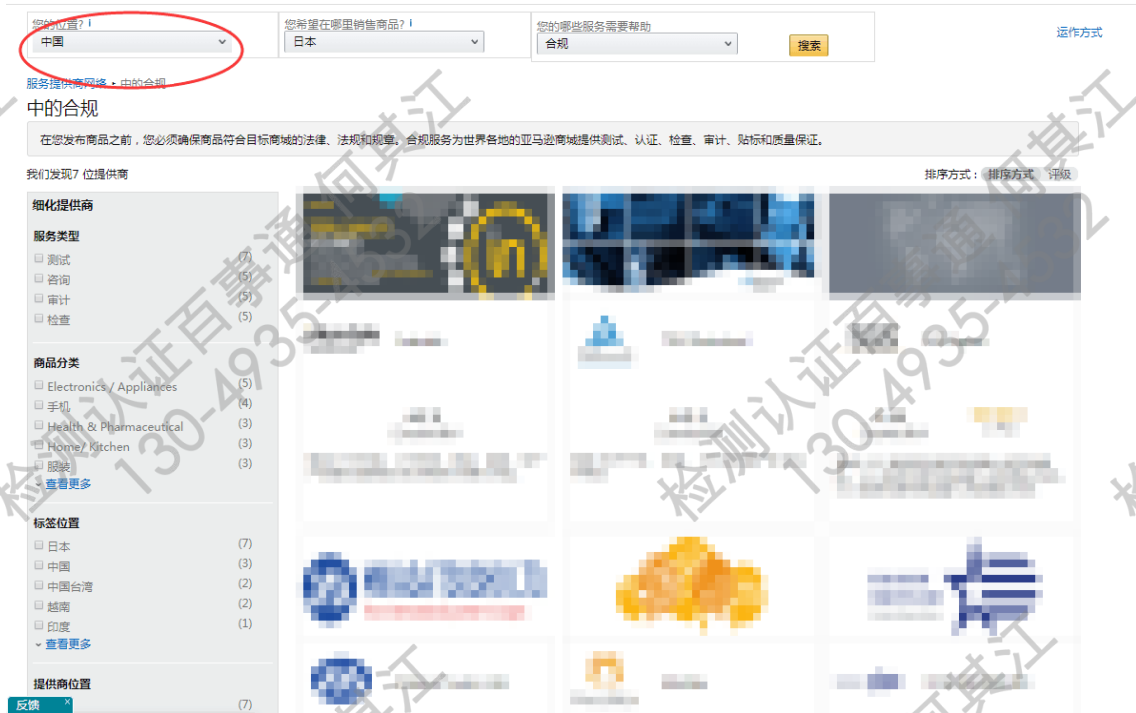 您的位置? i
中国
您希望在哪里销售商品? i
日本
您的哪些服务需要帮助
合规
搜索
运作方式
服务提供商网络 ▸ 中的合规
中的合规
在您发布商品之前，您必须确保商品符合目标商城的法律、法规和规章。合规服务为世界各地的亚马逊商城提供测试、认证、检查、审计、贴标和质量保证。
我们发现7 位提供商
排序方式： 排序方式 评级
细化提供商
服务类型
测试 (7)
咨询 (5)
审计 (5)
检查 (5)
商品分类
Electronics / Appliances (5)
手机 (4)
Health & Pharmaceutical (3)
Home/ Kitchen (3)
服装 (3)
查看更多
标签位置
日本 (7)
中国 (3)
中国台湾 (2)
越南 (2)
印度 (1)
查看更多
提供商位置
(7)
反馈 ×
检测认证百事通 何其江
检测认证百事通 何其江